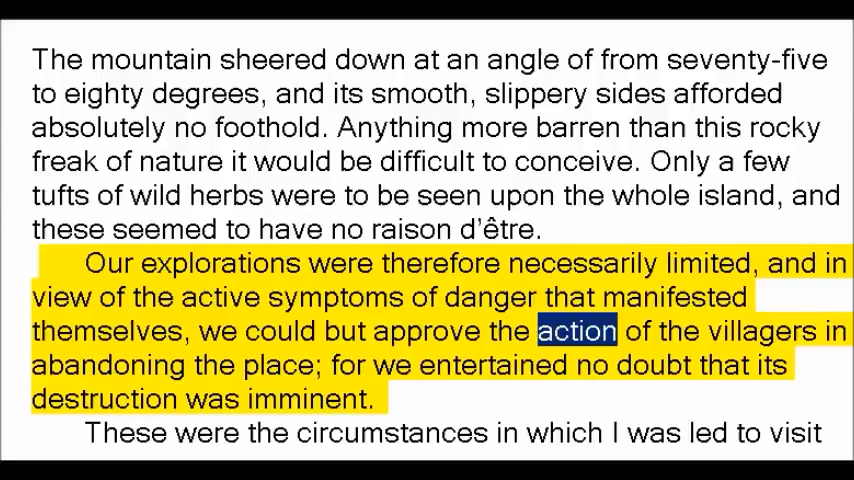 The mountain sheered down at an angle of from seventy-five
to eighty degrees, and its smooth, slippery sides afforded
absolutely no foothold. Anything more barren than this rocky
freak of nature it would be difficult to conceive. Only a few
tufts of wild herbs were to be seen upon the whole island, and
these seemed to have no raison d’être.
Our explorations were therefore necessarily limited, and in
view of the active symptoms of danger that manifested
themselves, we could but approve the action of the villagers in
abandoning the place; for we entertained no doubt that its
destruction was imminent.
These were the circumstances in which I was led to visit